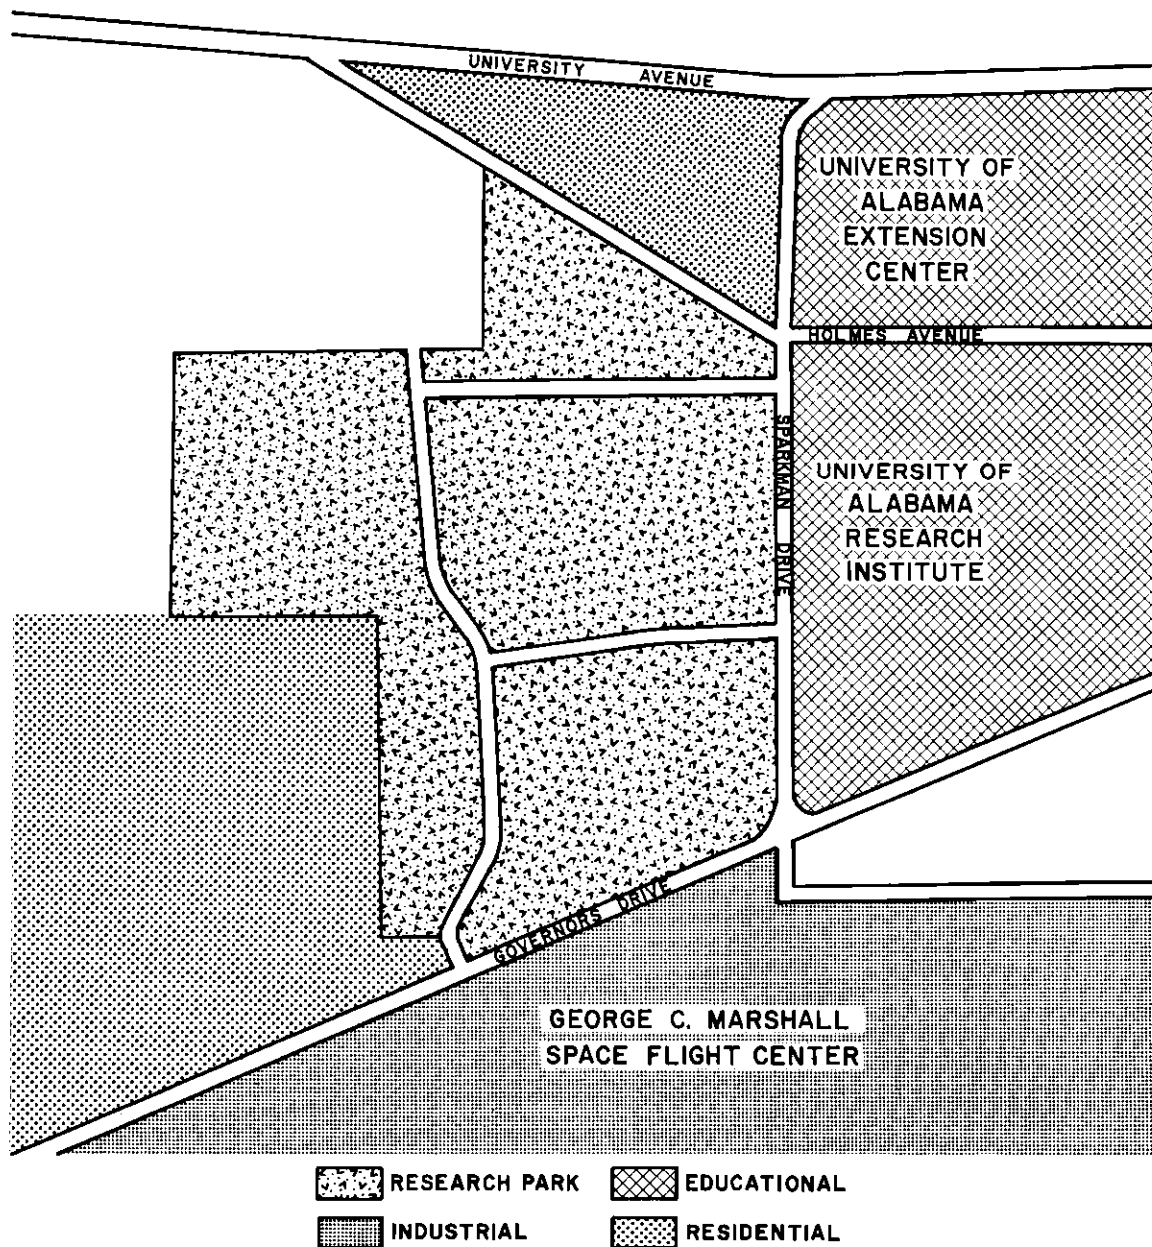 UNIVERSITY AVENUE
UNIVERSITY OF
ALABAMA
EXTENSION
CENTER
HOLMES AVENUE
SPARKMAN DRIVE
UNIVERSITY OF
ALABAMA
RESEARCH
INSTITUTE
GOVERNORS DRIVE
GEORGE C. MARSHALL
SPACE FLIGHT CENTER
RESEARCH PARK
EDUCATIONAL
INDUSTRIAL
RESIDENTIAL